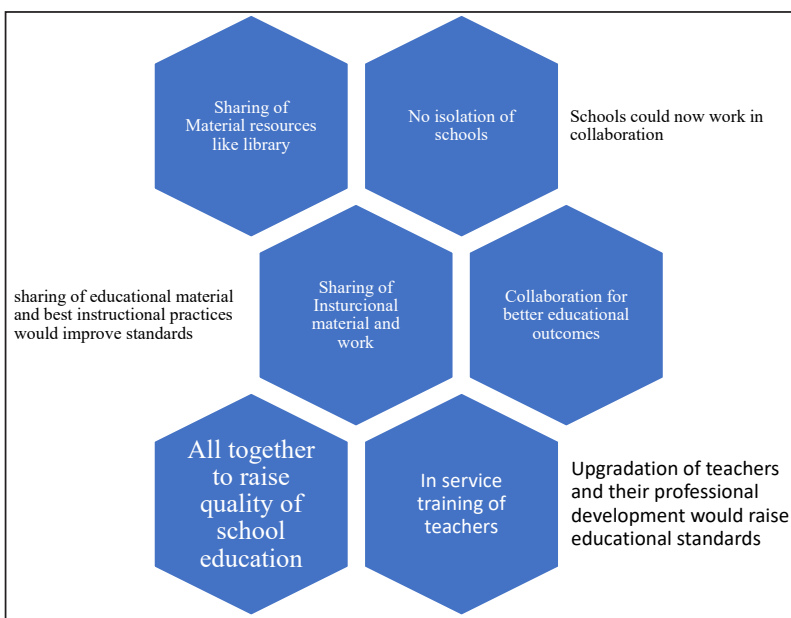 Sharing of
Material resources
like library
No isolation of
schools
Schools could now work in
collaboration
sharing of educational material
and best instructional practices
would improve standards
Sharing of
Insturcional
material and
work
Collaboration for
better educational
outcomes
All together
to raise
quality of
school
education
In service
training of
teachers
Upgradation of teachers
and their professional
development would raise
educational standards